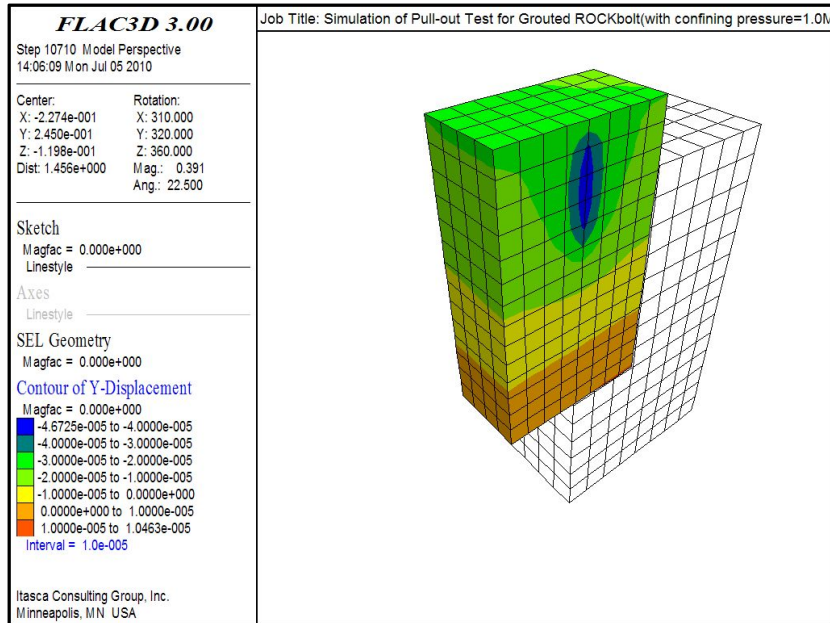 FLAC3D 3.00
Step 10710 Model Perspective
14:06:09 Mon Jul 05 2010
Center:
X: -2.274e-001
Y: 2.450e-001
Z: -1.198e-001
Dist: 1.456e+000
Rotation:
X: 310.000
Y: 320.000
Z: 360.000
Mag.: 0.391
Ang.: 22.500
Sketch
Magfac = 0.000e+000
Linestyle
Axes
Linestyle
SEL Geometry
Magfac = 0.000e+000
Contour of Y-Displacement
Magfac = 0.000e+000
-4.6725e-005 to -4.0000e-005
-4.0000e-005 to -3.0000e-005
-3.0000e-005 to -2.0000e-005
-2.0000e-005 to -1.0000e-005
-1.0000e-005 to 0.0000e+000
0.0000e+000 to 1.0000e-005
1.0000e-005 to 1.0463e-005
Interval = 1.0e-005
Itasca Consulting Group, Inc.
Minneapolis, MN USA
Job Title: Simulation of Pull-out Test for Grouted ROCKbolt(with confining pressure=1.0M